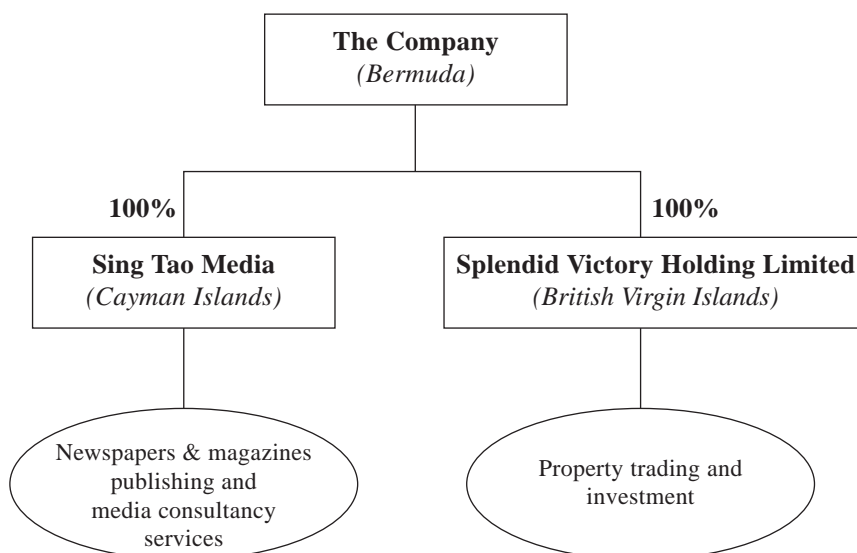 The Company
(Bermuda)
100%
100%
Sing Tao Media
(Cayman Islands)
Splendid Victory Holding Limited
(British Virgin Islands)
Newspapers & magazines
publishing and
media consultancy
services
Property trading and
investment